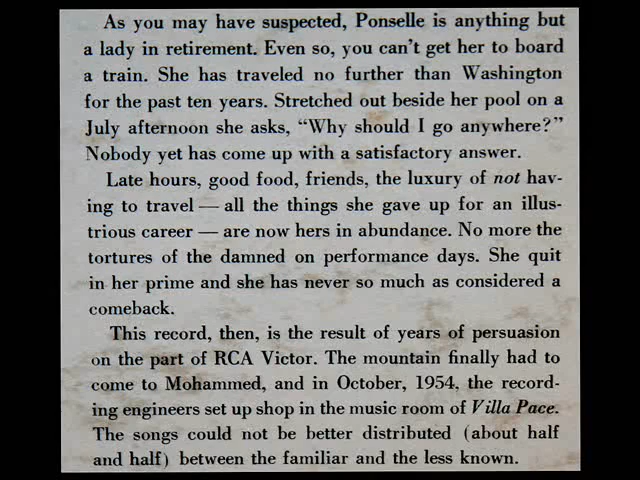 As you may have suspected, Ponselle is anything but
a lady in retirement. Even so, you can't get her to board
a train. She has traveled no further than Washington
for the past ten years. Stretched out beside her pool on a
July afternoon she asks, “Why should I go anywhere?”
Nobody yet has come up with a satisfactory answer.
Late hours, good food, friends, the luxury of not hav-
ing to travel — all the things she gave up for an illus-
trious career — are now hers in abundance. No more the
tortures of the damned on performance days. She quit
in her prime and she has never so much as considered a
comeback.
This record, then, is the result of years of persuasion
on the part of RCA Victor. The mountain finally had to
come to Mohammed, and in October, 1954, the record-
ing engineers set up shop in the music room of Villa Pace.
The songs could not be better distributed (about half
and half) between the familiar and the less known.